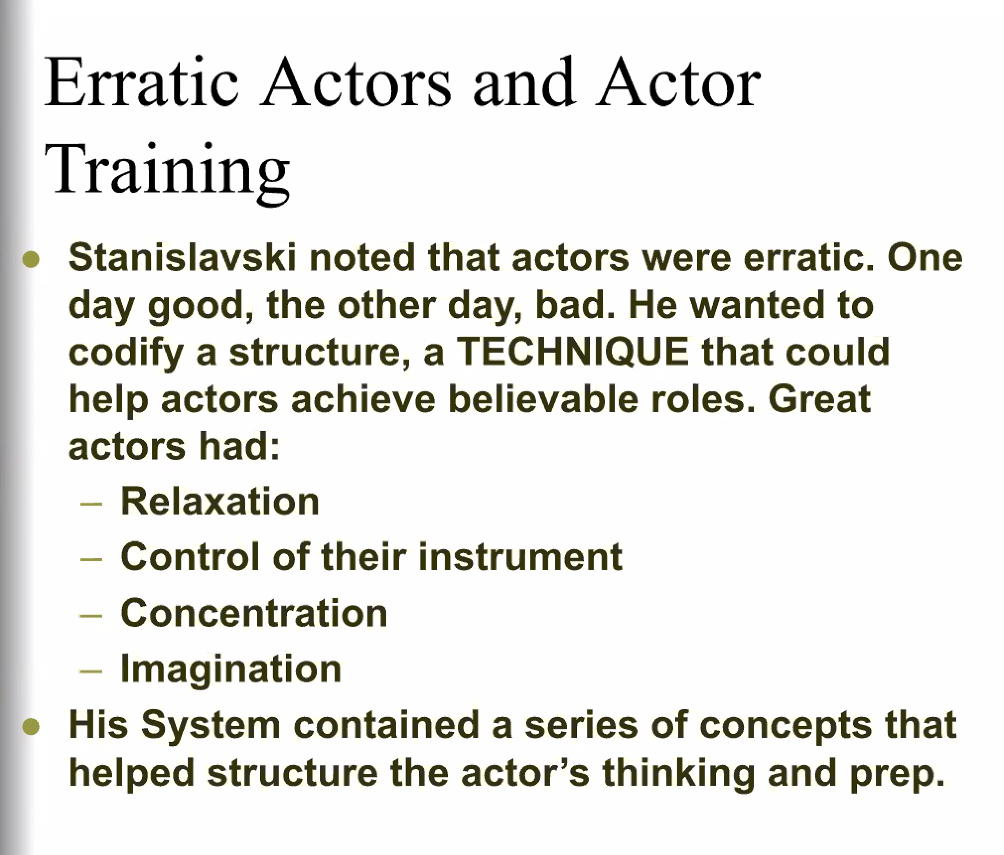 Erratic Actors and Actor
Training
● Stanislavski noted that actors were erratic. One
day good, the other day, bad. He wanted to
codify a structure, a TECHNIQUE that could
help actors achieve believable roles. Great
actors had:
– Relaxation
– Control of their instrument
– Concentration
– Imagination
● His System contained a series of concepts that
helped structure the actor’s thinking and prep.